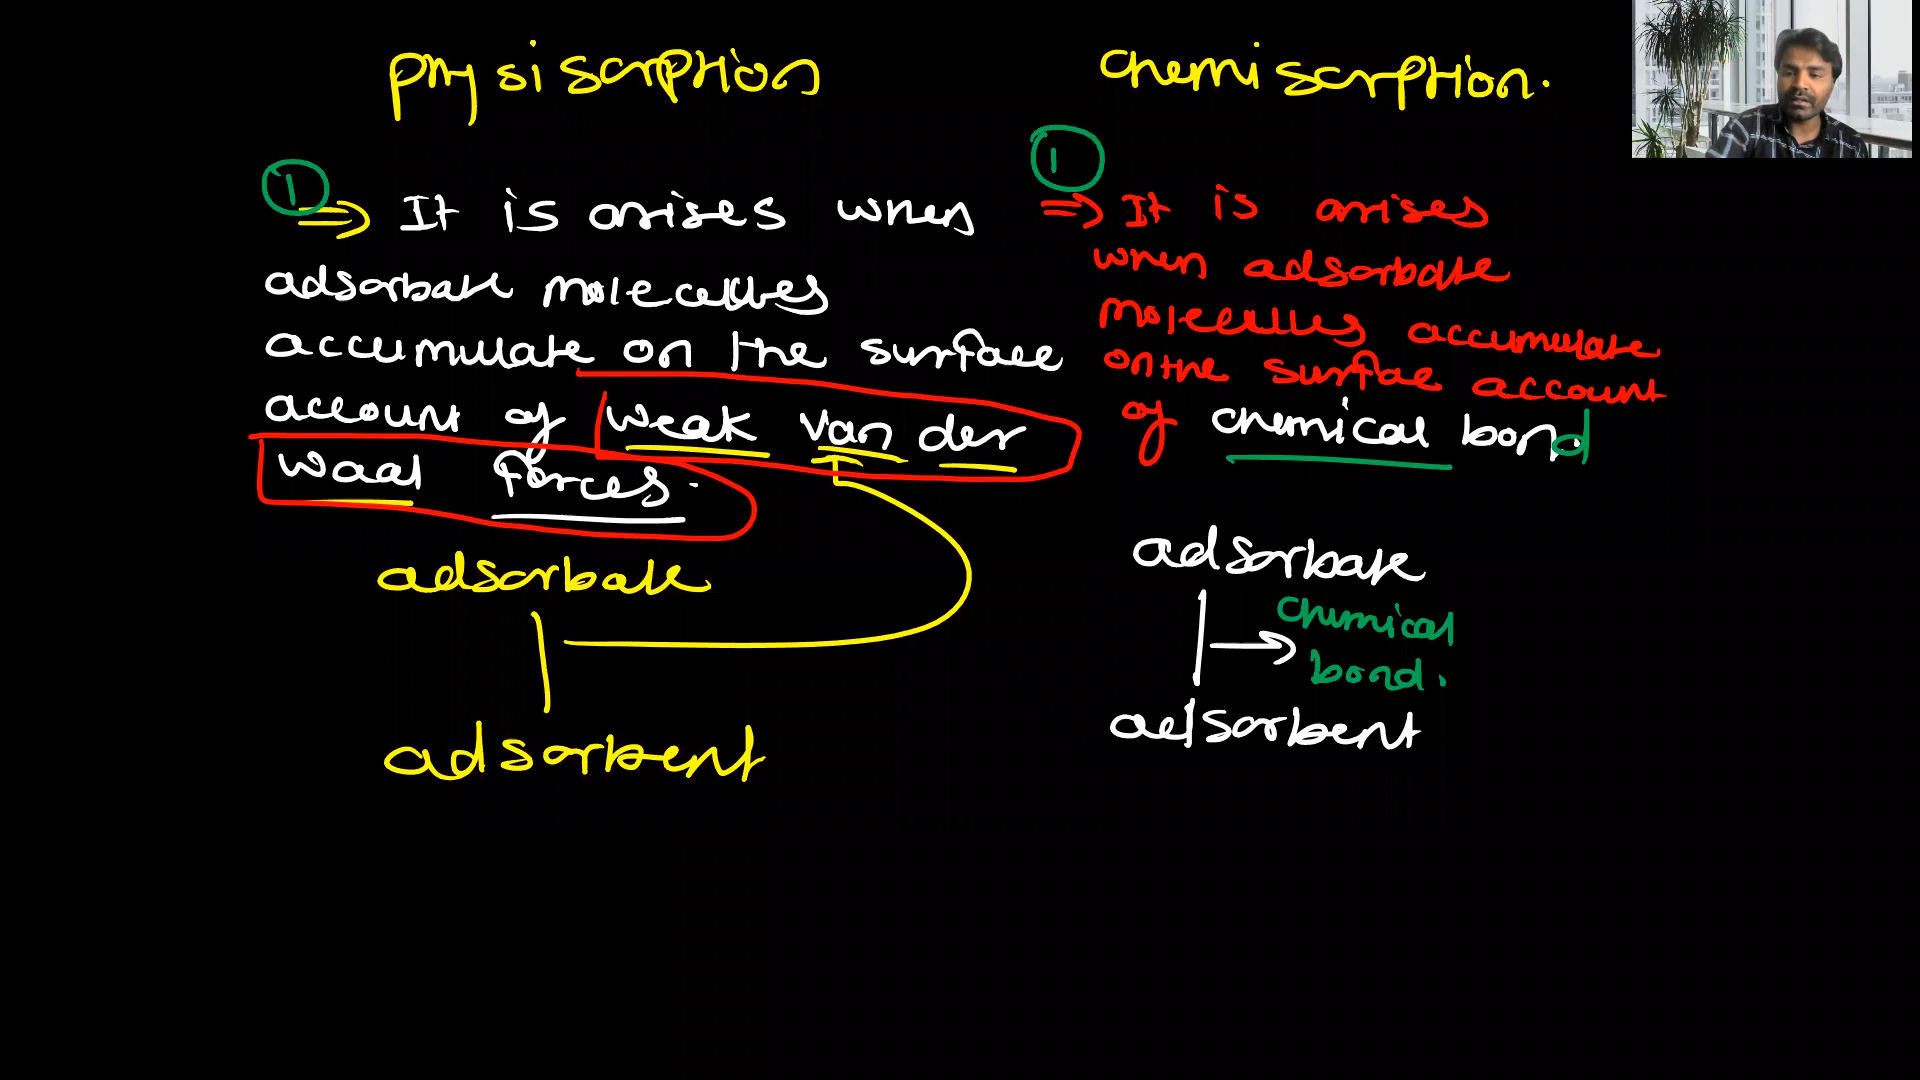 physisorption
chemisorption.
1
⇒ It is arises when
adsorbate molecules
accumulate on the surface
account of weak van der
waal forces.
adsorbate
adsorbent
1
⇒ It is arises
when adsorbate
molecules accumulate
on the surface account
of chemical bond
adsorbate
chemical
bond.
adsorbent